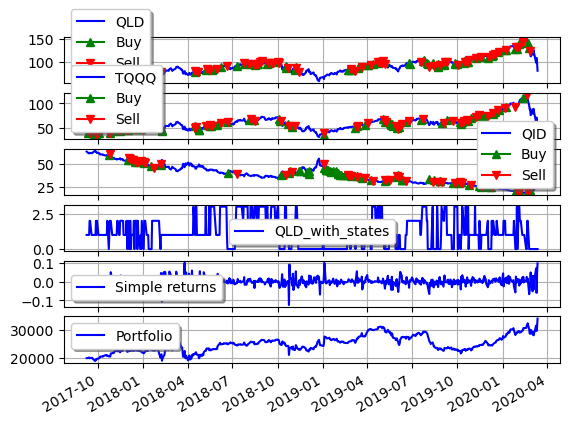 QLD
Buy
Sell
150
100
TQQQ
Buy
Sell
100
50
QID
Buy
Sell
50
25
2.5
0.0
QLD_with_states
0.1
0.0
−0.1
Simple returns
30000
20000
Portfolio
2017-10
2018-01
2018-04
2018-07
2018-10
2019-01
2019-04
2019-07
2019-10
2020-01
2020-04